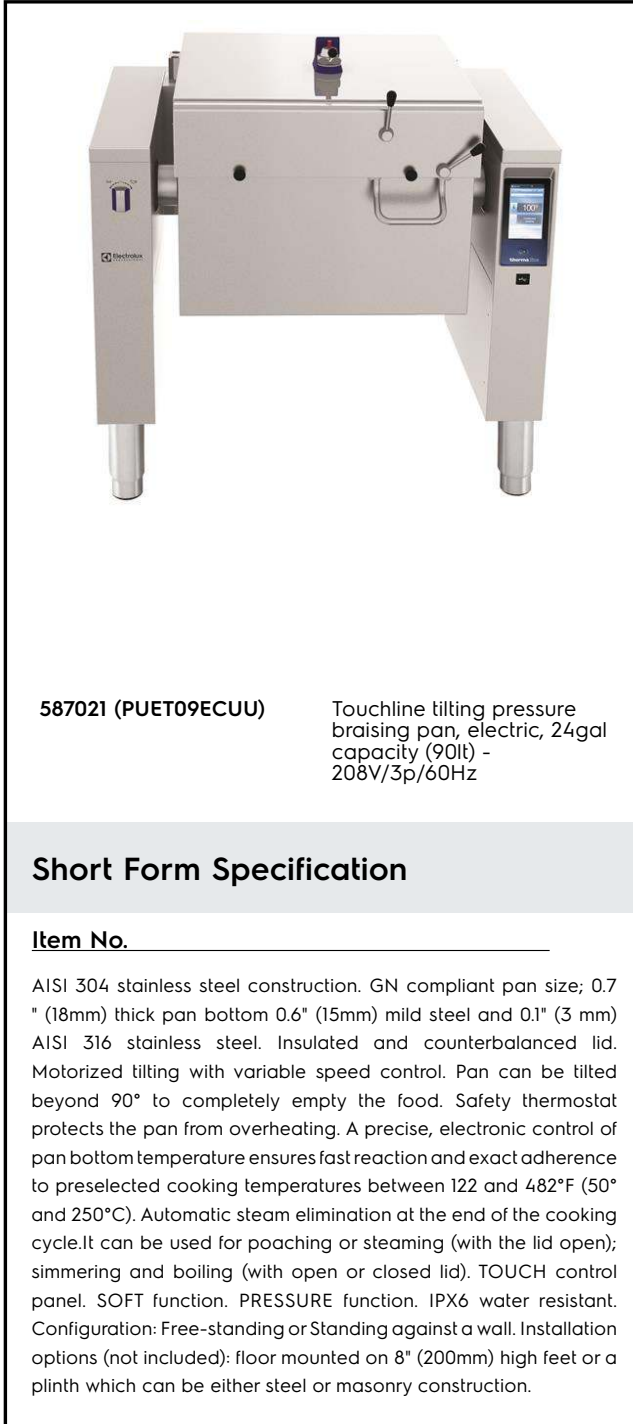 Electrolux
PROFESSIONAL
100°
587021 (PUET09ECUU)
Touchline tilting pressure
braising pan, electric, 24gal
capacity (90lt) -
208V/3p/60Hz
Short Form Specification
Item No.
AISI 304 stainless steel construction. GN compliant pan size; 0.7
" (18mm) thick pan bottom 0.6" (15mm) mild steel and 0.1" (3 mm)
AISI 316 stainless steel. Insulated and counterbalanced lid.
Motorized tilting with variable speed control. Pan can be tilted
beyond 90° to completely empty the food. Safety thermostat
protects the pan from overheating. A precise, electronic control of
pan bottom temperature ensures fast reaction and exact adherence
to preselected cooking temperatures between 122 and 482°F (50°
and 250°C). Automatic steam elimination at the end of the cooking
cycle.It can be used for poaching or steaming (with the lid open);
simmering and boiling (with open or closed lid). TOUCH control
panel. SOFT function. PRESSURE function. IPX6 water resistant.
Configuration: Free-standing or Standing against a wall. Installation
options (not included): floor mounted on 8" (200mm) high feet or a
plinth which can be either steel or masonry construction.